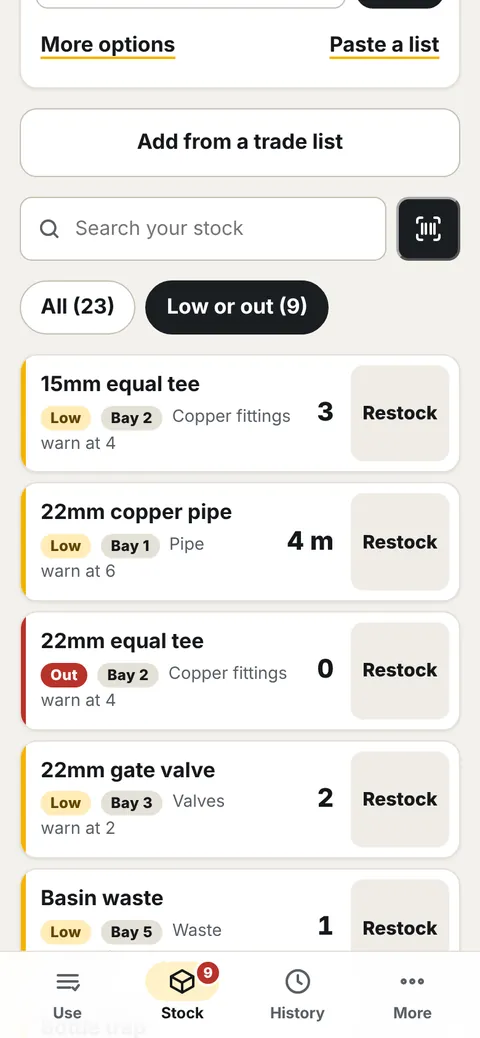 More options
Paste a list
Add from a trade list
Search your stock
All (23)
Low or out (9)
15mm equal tee
Low Bay 2 Copper fittings
warn at 4
3
Restock
22mm copper pipe
Low Bay 1 Pipe
warn at 6
4 m
Restock
22mm equal tee
Out Bay 2 Copper fittings
warn at 4
0
Restock
22mm gate valve
Low Bay 3 Valves
warn at 2
2
Restock
Basin waste
Low Bay 5 Waste
1
Restock
9
Use
Stock
History
More